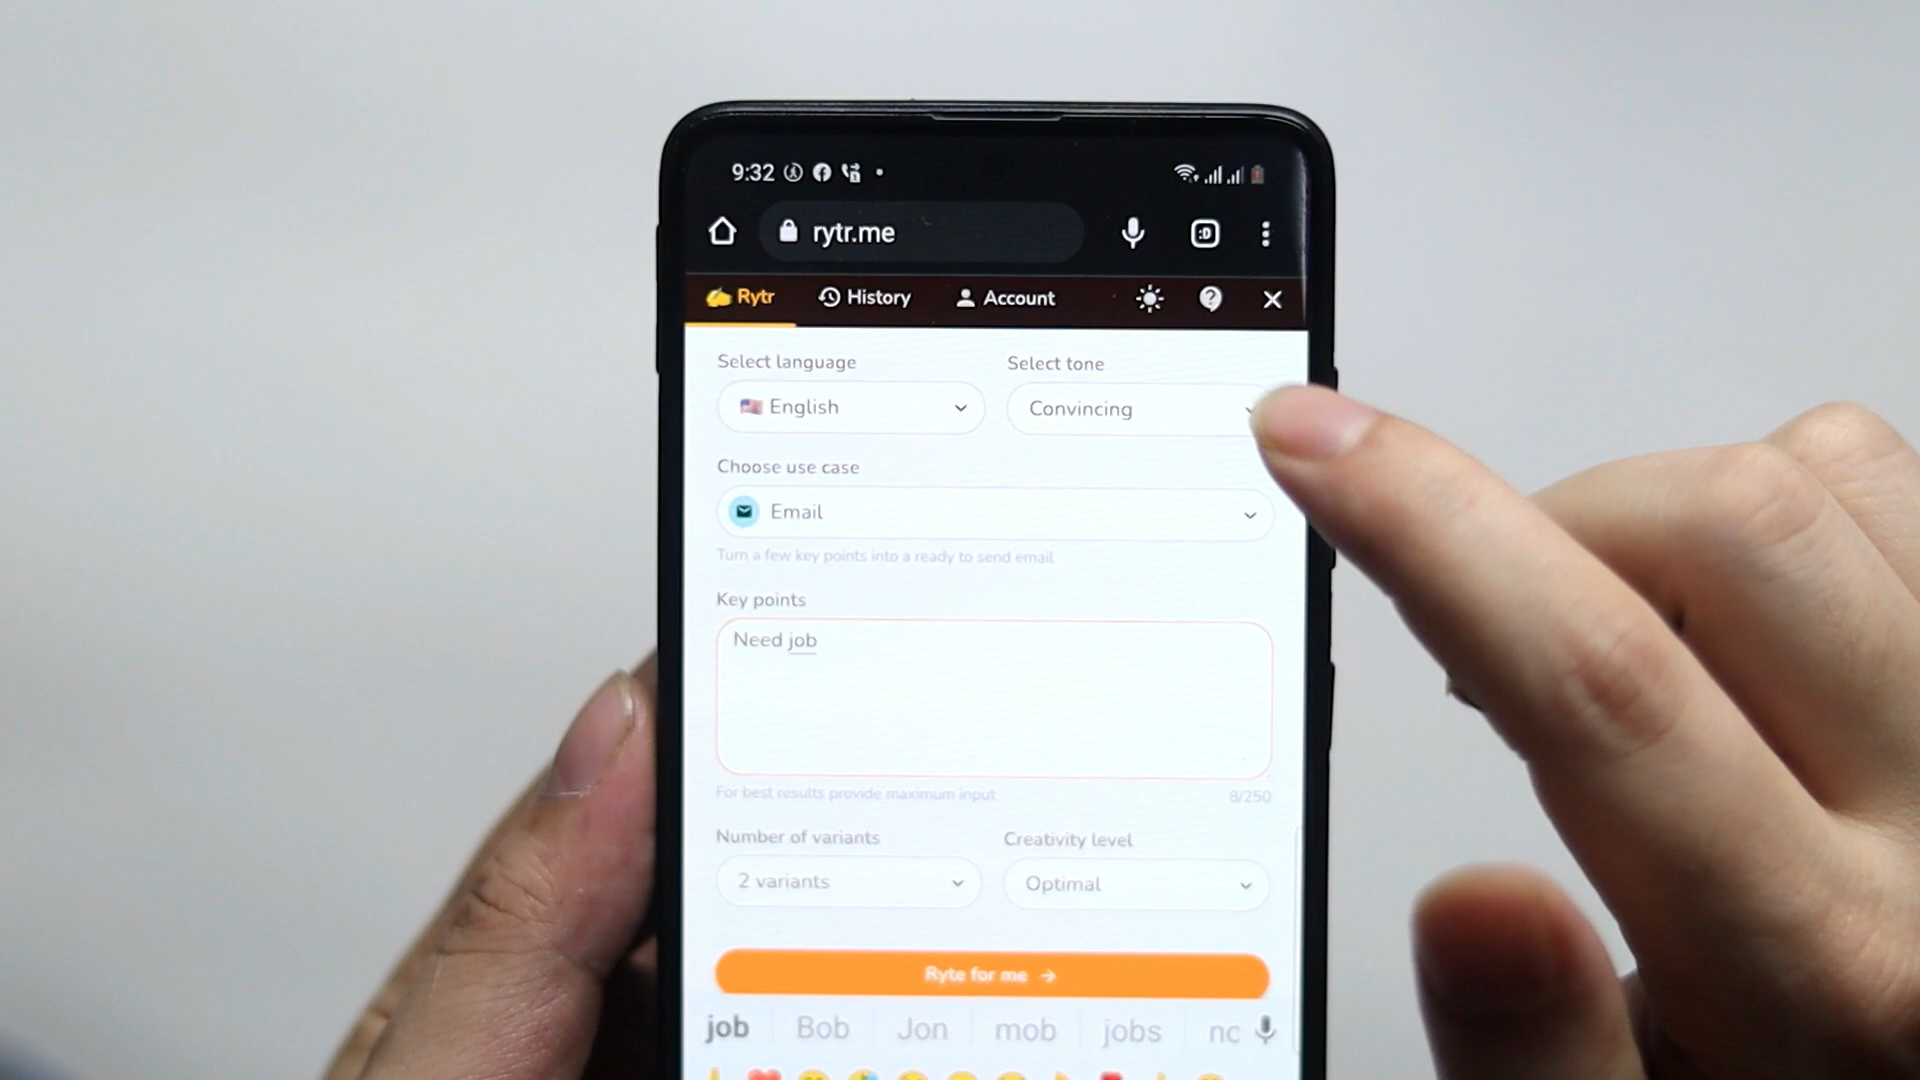 9:32
rytr.me
:D
Rytr History Account
Select language Select tone
English Convincing
Choose use case
Email
Turn a few key points into a ready to send email
Key points
Need job
For best results provide maximum input 8/250
Number of variants Creativity level
2 variants Optimal
Ryte for me →
job Bob Jon mob jobs